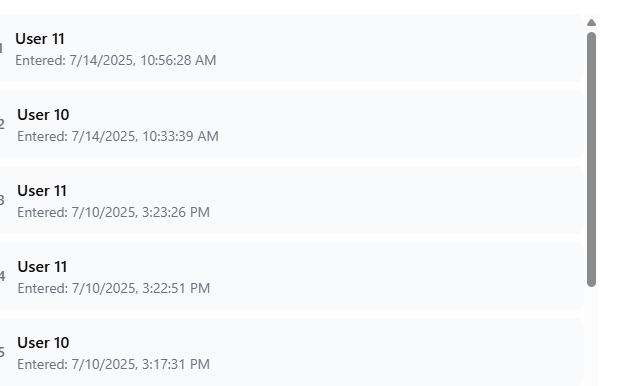 1
User 11
Entered: 7/14/2025, 10:56:28 AM
2
User 10
Entered: 7/14/2025, 10:33:39 AM
3
User 11
Entered: 7/10/2025, 3:23:26 PM
4
User 11
Entered: 7/10/2025, 3:22:51 PM
5
User 10
Entered: 7/10/2025, 3:17:31 PM